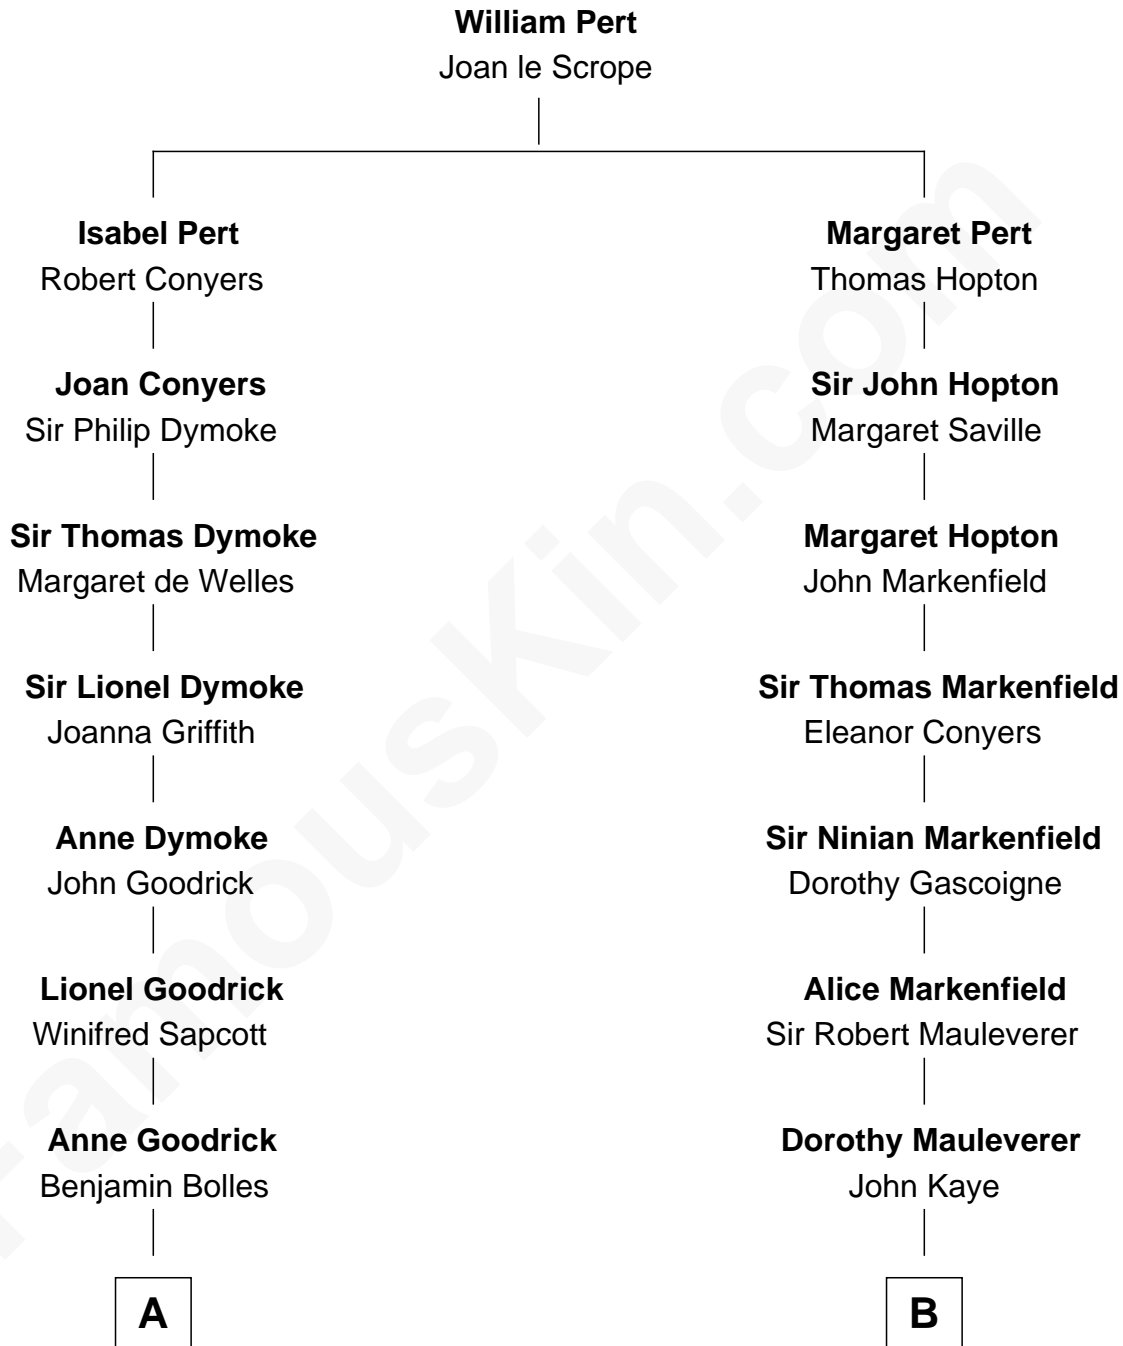 William Pert
Joan le Scrope
Isabel Pert
Robert Conyers
Margaret Pert
Thomas Hopton
Joan Conyers
Sir Philip Dymoke
Sir John Hopton
Margaret Saville
Sir Thomas Dymoke
Margaret de Welles
Margaret Hopton
John Markenfield
Sir Lionel Dymoke
Joanna Griffith
Sir Thomas Markenfield
Eleanor Conyers
Anne Dymoke
John Goodrick
Sir Ninian Markenfield
Dorothy Gascoigne
Lionel Goodrick
Winifred Sapcott
Alice Markenfield
Sir Robert Mauleverer
Anne Goodrick
Benjamin Bolles
Dorothy Mauleverer
John Kaye
A
B
FamousKin.com